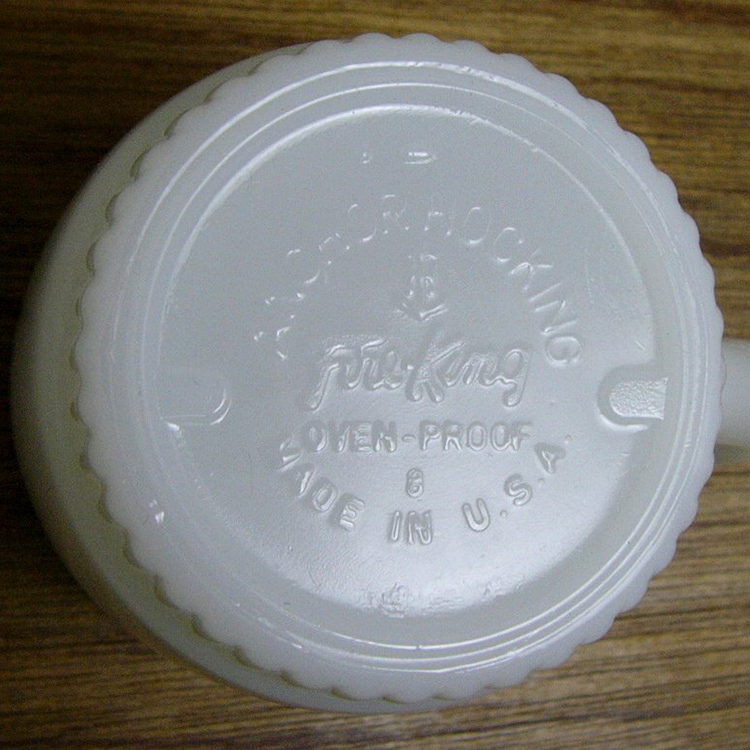 ANCHOR HOCKING
Fire-King
OVEN-PROOF
8
MADE IN U.S.A.